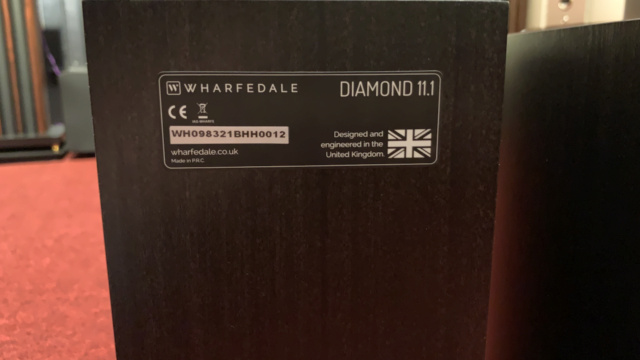 W WHARFEDALE DIAMOND 11.1
CE
WH098321BHH0012
Designed and
engineered in the
United Kingdom.
wharfedale.co.uk
Made in P.R.C